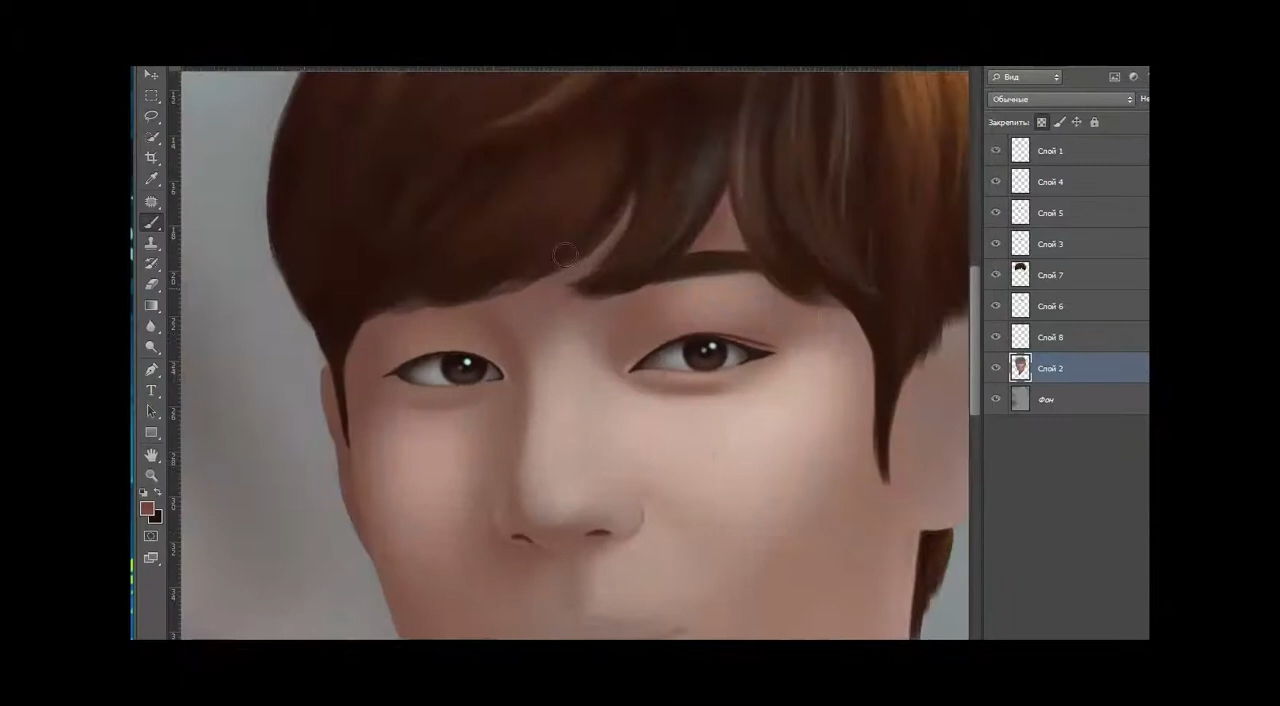 Вид
Обычные
Не
Закрепить:
Слой 1
Слой 4
Слой 5
Слой 3
Слой 7
Слой 6
Слой 8
Слой 2
Фон